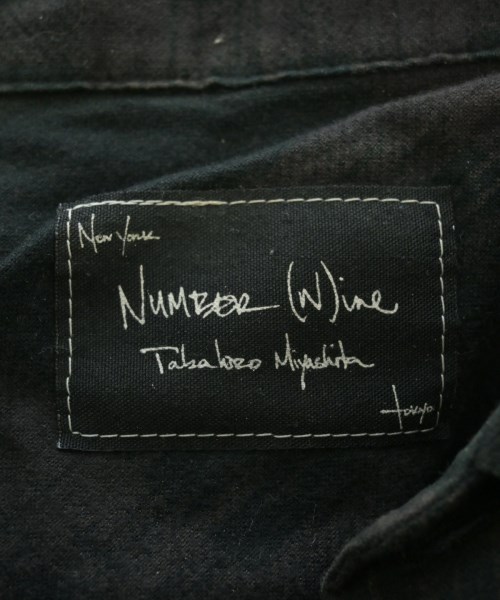 New York
NUMBER (N)ine
Takahiro Miyashita
tokyo